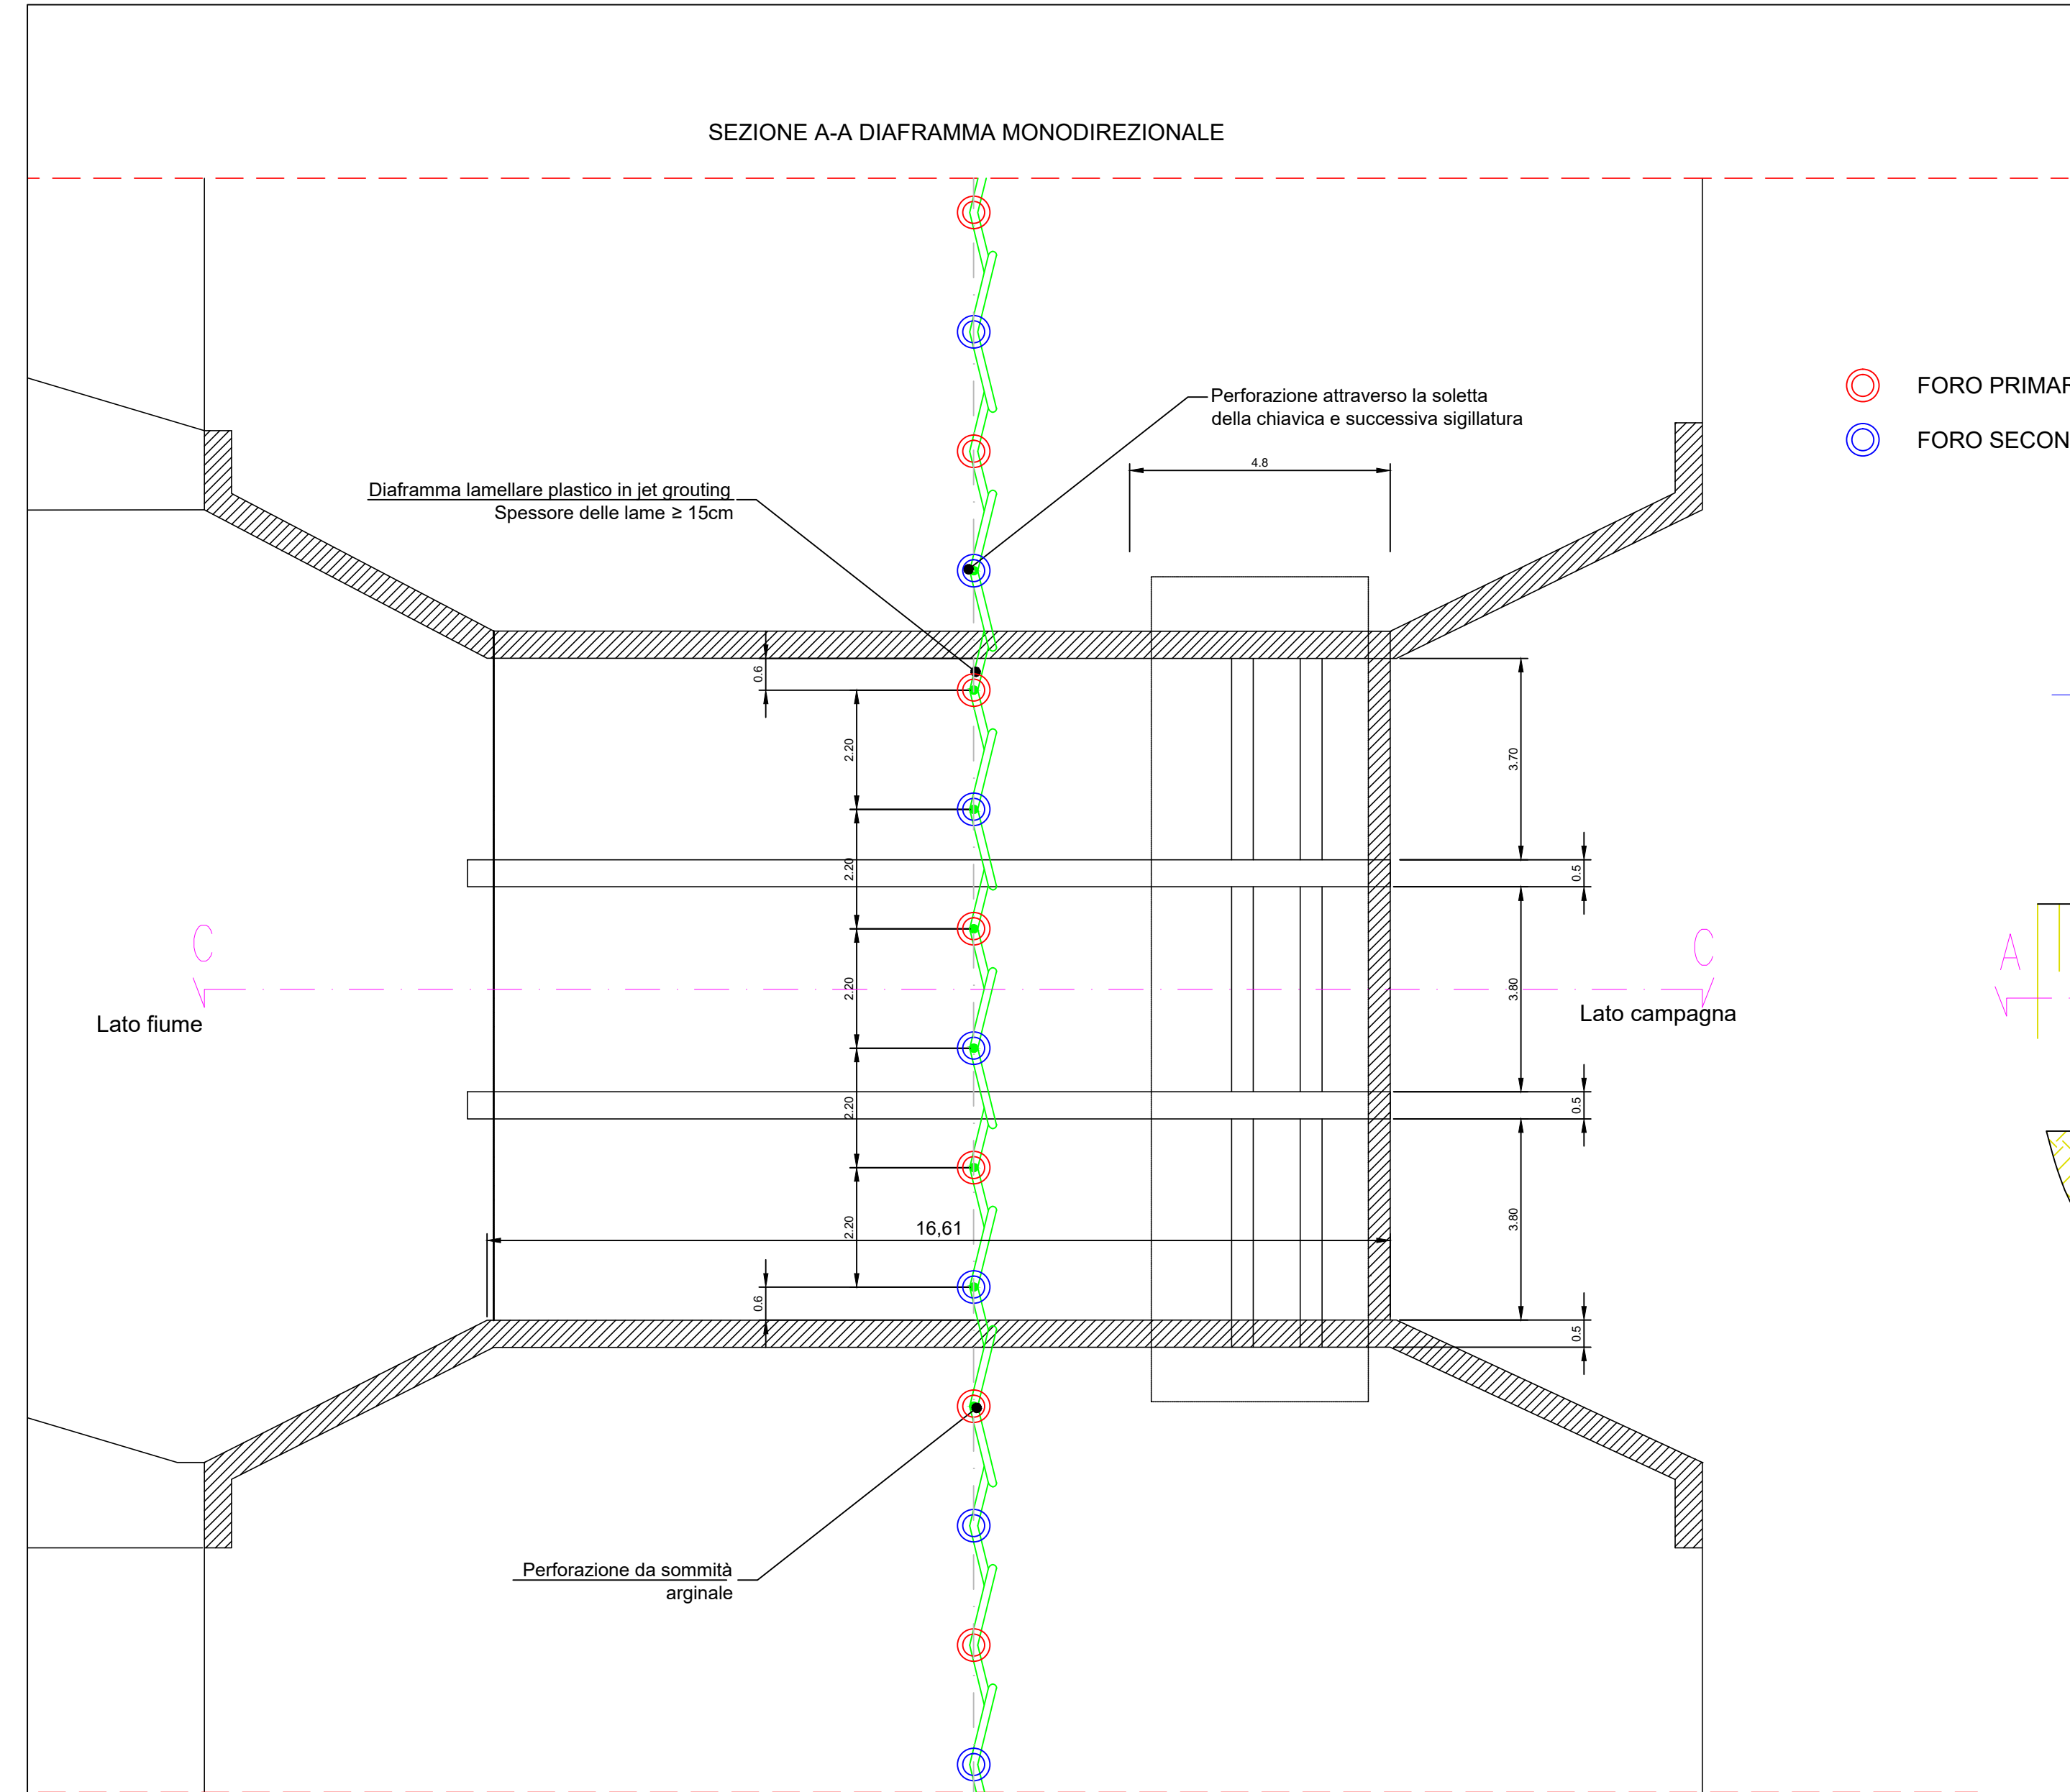 SEZIONE A-A DIAFRAMMA MONODIREZIONALE
FORO PRIMAR
FORO SECON
Perforazione attraverso la soletta
della chiavica e successiva sigillatura
4.8
Diaframma lamellare plastico in jet grouting
Spessore delle lame ≥ 15cm
0.6
2.20
3.70
2.20
0.5
C
C
A
2.20
3.80
Lato fiume
Lato campagna
2.20
0.5
2.20
3.80
16,61
0.6
0.5
Perforazione da sommità
arginale